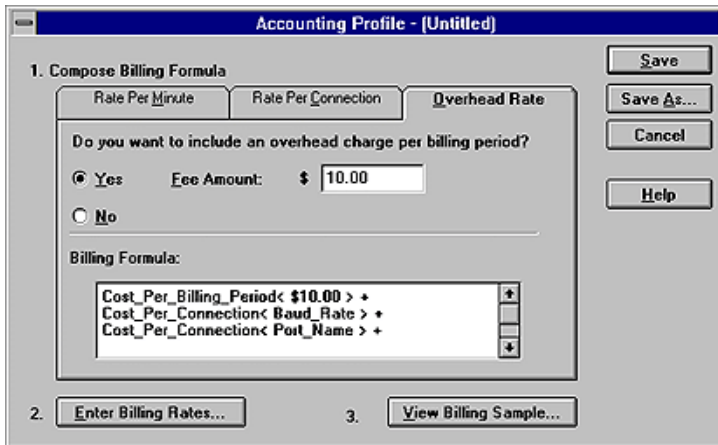 Accounting Profile - (Untitled)
1. Compose Billing Formula
Rate Per Minute
Rate Per Connection
Overhead Rate
Do you want to include an overhead charge per billing period?
Yes Fee Amount: $ 10.00
No
Billing Formula:
Cost_Per_Billing_Period< $10.00 > +
Cost_Per_Connection< Baud_Rate > +
Cost_Per_Connection< Port_Name > +
2. Enter Billing Rates...
3. View Billing Sample...
Save
Save As...
Cancel
Help